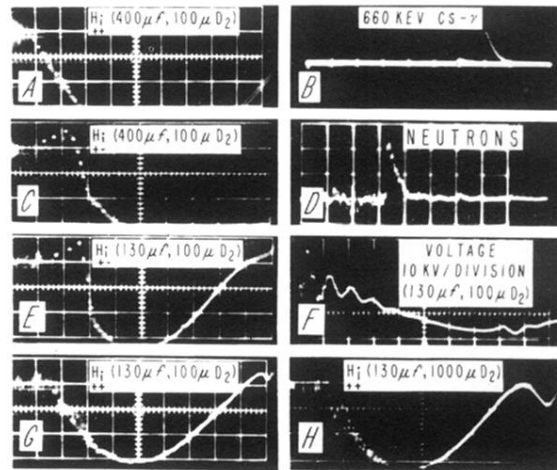 Hi (400μf, 100μ D2)
++
A
660 KEV CS-γ
B
Hi (400μf, 100μ D2)
++
C
NEUTRONS
D
Hi (130μf, 100μ D2)
++
E
VOLTAGE
10 KV/DIVISION
(130μf, 100μ D2)
F
Hi (130μf, 100μ D2)
++
G
Hi (130μf, 1000μ D2)
++
H